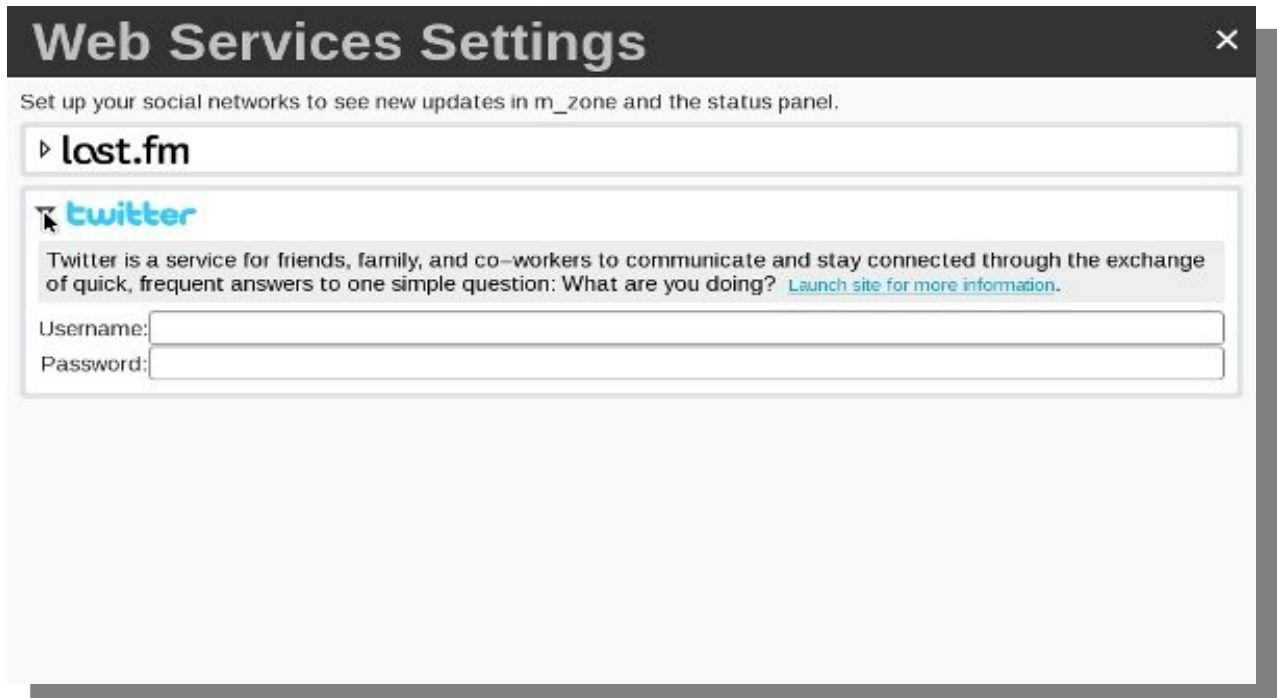 Web Services Settings
Set up your social networks to see new updates in m_zone and the status panel.
last.fm
twitter
Twitter is a service for friends, family, and co–workers to communicate and stay connected through the exchange
of quick, frequent answers to one simple question: What are you doing? Launch site for more information.
Username:
Password: